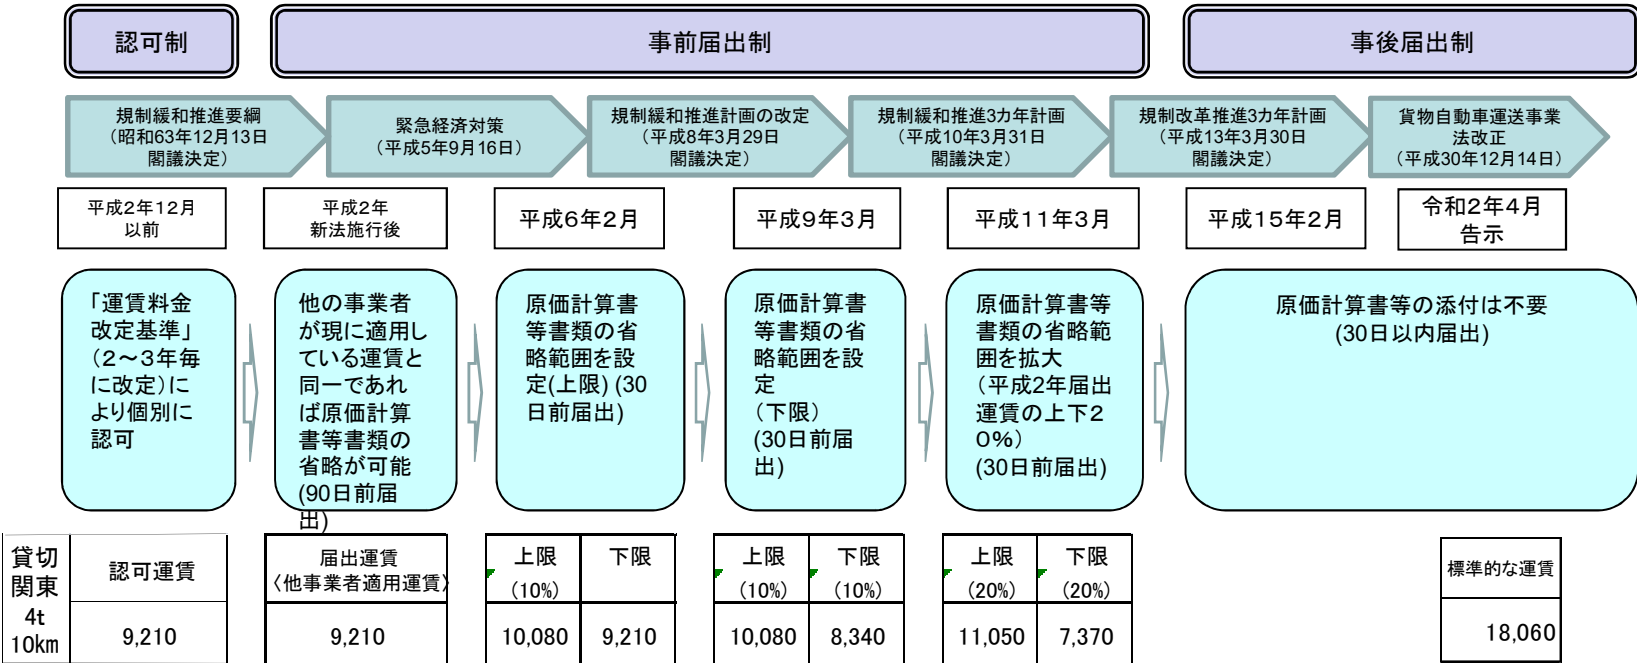 認可制
事前届出制
事後届出制
規制緩和推進要綱
（昭和63年12月13日
閣議決定）
緊急経済対策
（平成5年9月16日）
規制緩和推進計画の改定
（平成8年3月29日
閣議決定）
規制緩和推進3カ年計画
（平成10年3月31日
閣議決定）
規制改革推進3カ年計画
（平成13年3月30日
閣議決定）
貨物自動車運送事業
法改正
（平成30年12月14日）
平成2年12月
以前
平成2年
新法施行後
平成6年2月
平成9年3月
平成11年3月
平成15年2月
令和2年4月
告示
「運賃料金
改定基準」
（2～3年毎
に改定）に
より個別に
認可
他の事業者
が現に適用し
ている運賃と
同一であれ
ば原価計算
書等書類の
省略が可能
(90日前届
出)
原価計算書
等書類の省
略範囲を設
定(上限) (30
日前届出)
原価計算書
等書類の省
略範囲を設
定
（下限）
(30日前届
出)
原価計算書等
書類の省略範
囲を拡大
（平成2年届出
運賃の上下2
0%）
(30日前届出)
原価計算書等の添付は不要
(30日以内届出)
貸切
関東
4t
10km
認可運賃
9,210
届出運賃
〈他事業者適用運賃〉
9,210
上限
(10%)
下限
10,080
9,210
上限
(10%)
下限
(10%)
10,080
8,340
上限
(20%)
下限
(20%)
11,050
7,370
標準的な運賃
18,060